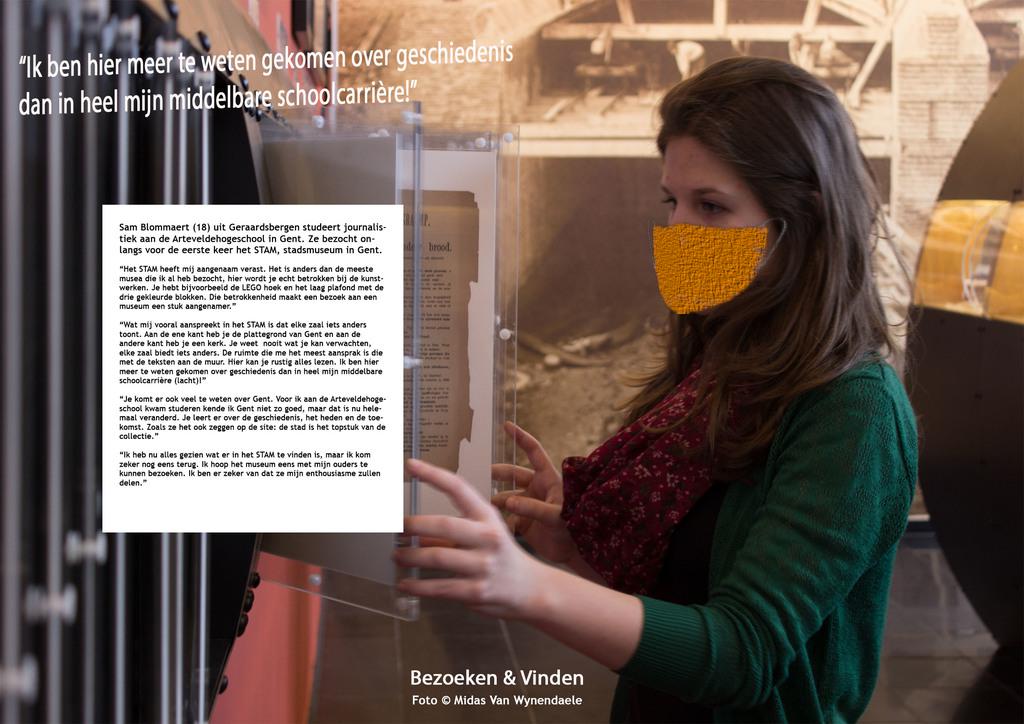 “Ik ben hier meer te weten gekomen over geschiedenis
dan in heel mijn middelbare schoolcarrière!”
Sam Blommaert (18) uit Geraardsbergen studeert journalis-
tiek aan de Arteveldehogeschool in Gent. Ze bezocht on-
langs voor de eerste keer het STAM, stadsmuseum in Gent.
“Het STAM heeft mij aangenaam verast. Het is anders dan de meeste
musea die ik al heb bezocht, hier wordt je echt betrokken bij de kunst-
werken. Je hebt bijvoorbeeld de LEGO hoek en het laag plafond met de
drie gekleurde blokken. Die betrokkenheid maakt een bezoek aan een
museum een stuk aangenamer.”
“Wat mij vooral aanspreekt in het STAM is dat elke zaal iets anders
toont. Aan de ene kant heb je de plattegrond van Gent en aan de
andere kant heb je een kerk. Je weet nooit wat je kan verwachten,
elke zaal biedt iets anders. De ruimte die me het meest aansprak is die
met de teksten aan de muur. Hier kan je rustig alles lezen. Ik ben hier
meer te weten gekomen over geschiedenis dan in heel mijn middelbare
schoolcarrière (lacht)!”
“Je komt er ook veel te weten over Gent. Voor ik aan de Arteveldehoge-
school kwam studeren kende ik Gent niet zo goed, maar dat is nu hele-
maal veranderd. Je leert er over de geschiedenis, het heden en de toe-
komst. Zoals ze het ook zeggen op de site: de stad is het topstuk van de
collectie.”
“Ik heb nu alles gezien wat er in het STAM te vinden is, maar ik kom
zeker nog eens terug. Ik hoop het museum eens met mijn ouders te
kunnen bezoeken. Ik ben er zeker van dat ze mijn enthousiasme zullen
delen.”
brood.
Bezoeken & Vinden
Foto © Midas Van Wynendaele